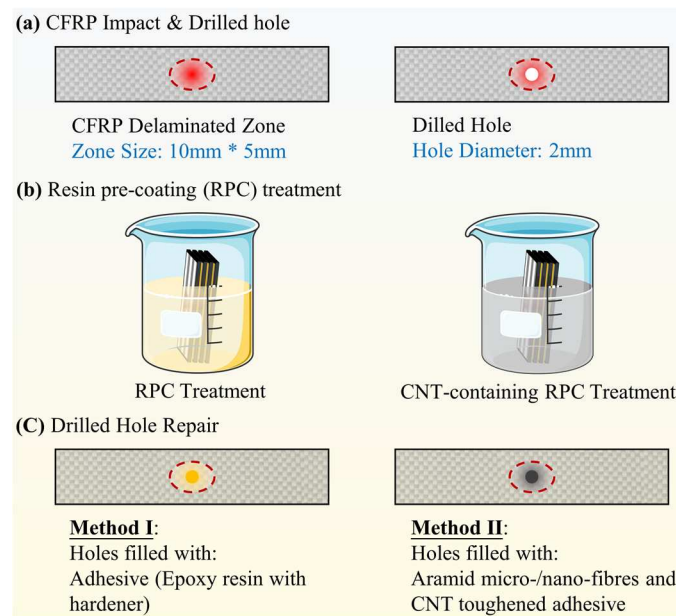 (a) CFRP Impact & Drilled hole
CFRP Delaminated Zone
Zone Size: 10mm * 5mm
Dilled Hole
Hole Diameter: 2mm
(b) Resin pre-coating (RPC) treatment
RPC Treatment
CNT-containing RPC Treatment
(C) Drilled Hole Repair
Method I:
Holes filled with:
Adhesive (Epoxy resin with
hardener)
Method II:
Holes filled with:
Aramid micro-/nano-fibres and
CNT toughened adhesive